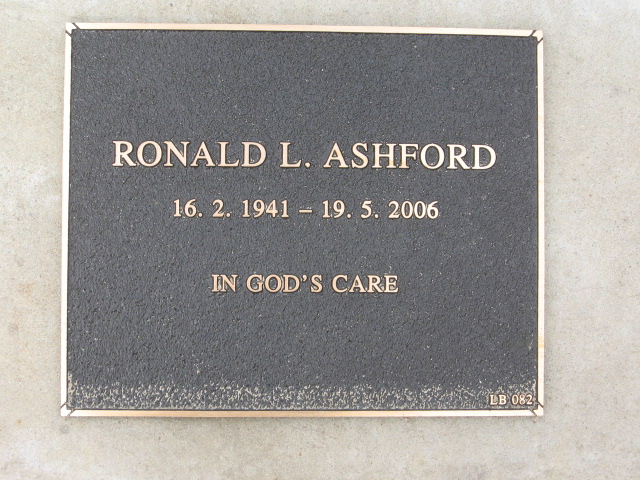 RONALD L. ASHFORD
16. 2. 1941 – 19. 5. 2006
IN GOD'S CARE
LB 082